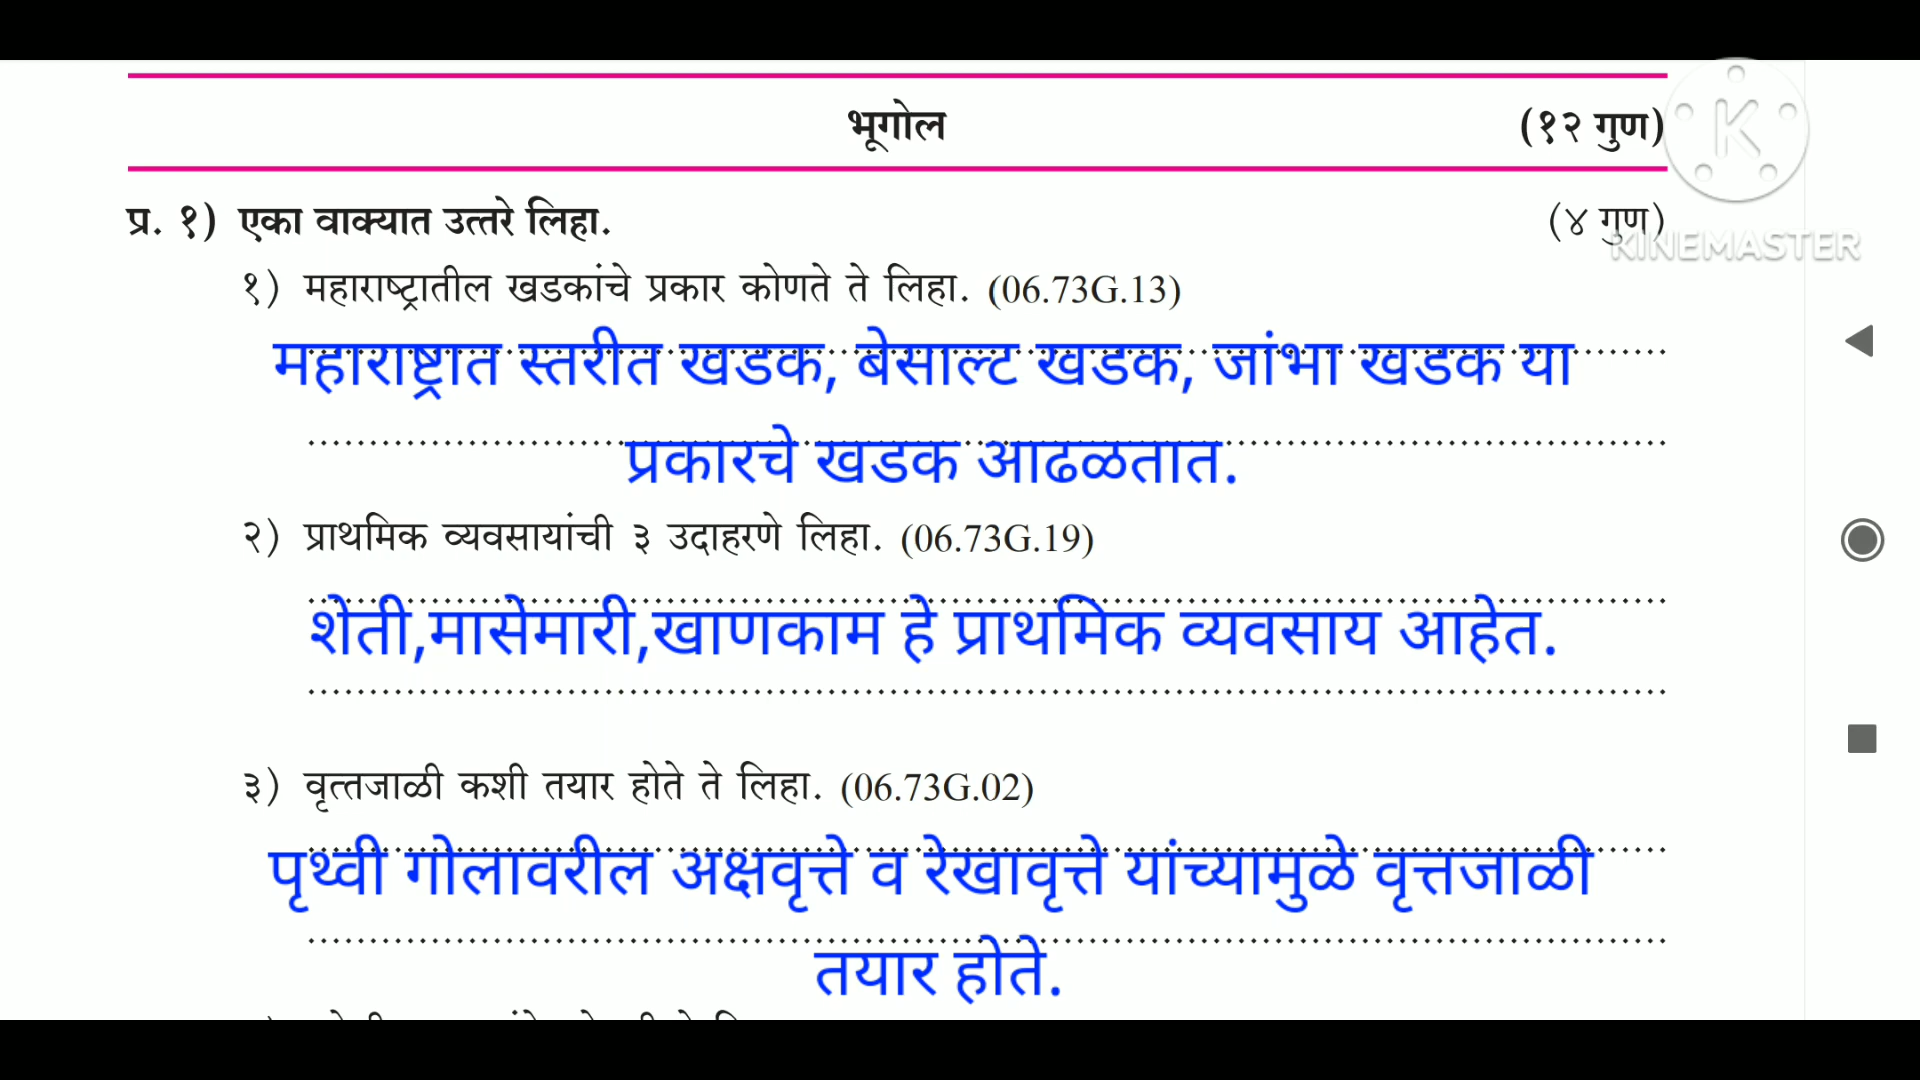 भूगोल (१२ गुण)
K
KINEMASTER
प्र. १) एका वाक्यात उत्तरे लिहा. (४ गुण)
१) महाराष्ट्रातील खडकांचे प्रकार कोणते ते लिहा. (06.73G.13)
महाराष्ट्रात स्तरीत खडक, बेसाल्ट खडक, जांभा खडक या
प्रकारचे खडक आढळतात.
२) प्राथमिक व्यवसायांची ३ उदाहरणे लिहा. (06.73G.19)
शेती,मासेमारी,खाणकाम हे प्राथमिक व्यवसाय आहेत.
३) वृत्तजाळी कशी तयार होते ते लिहा. (06.73G.02)
पृथ्वी गोलावरील अक्षवृत्ते व रेखावृत्ते यांच्यामुळे वृत्तजाळी
तयार होते.